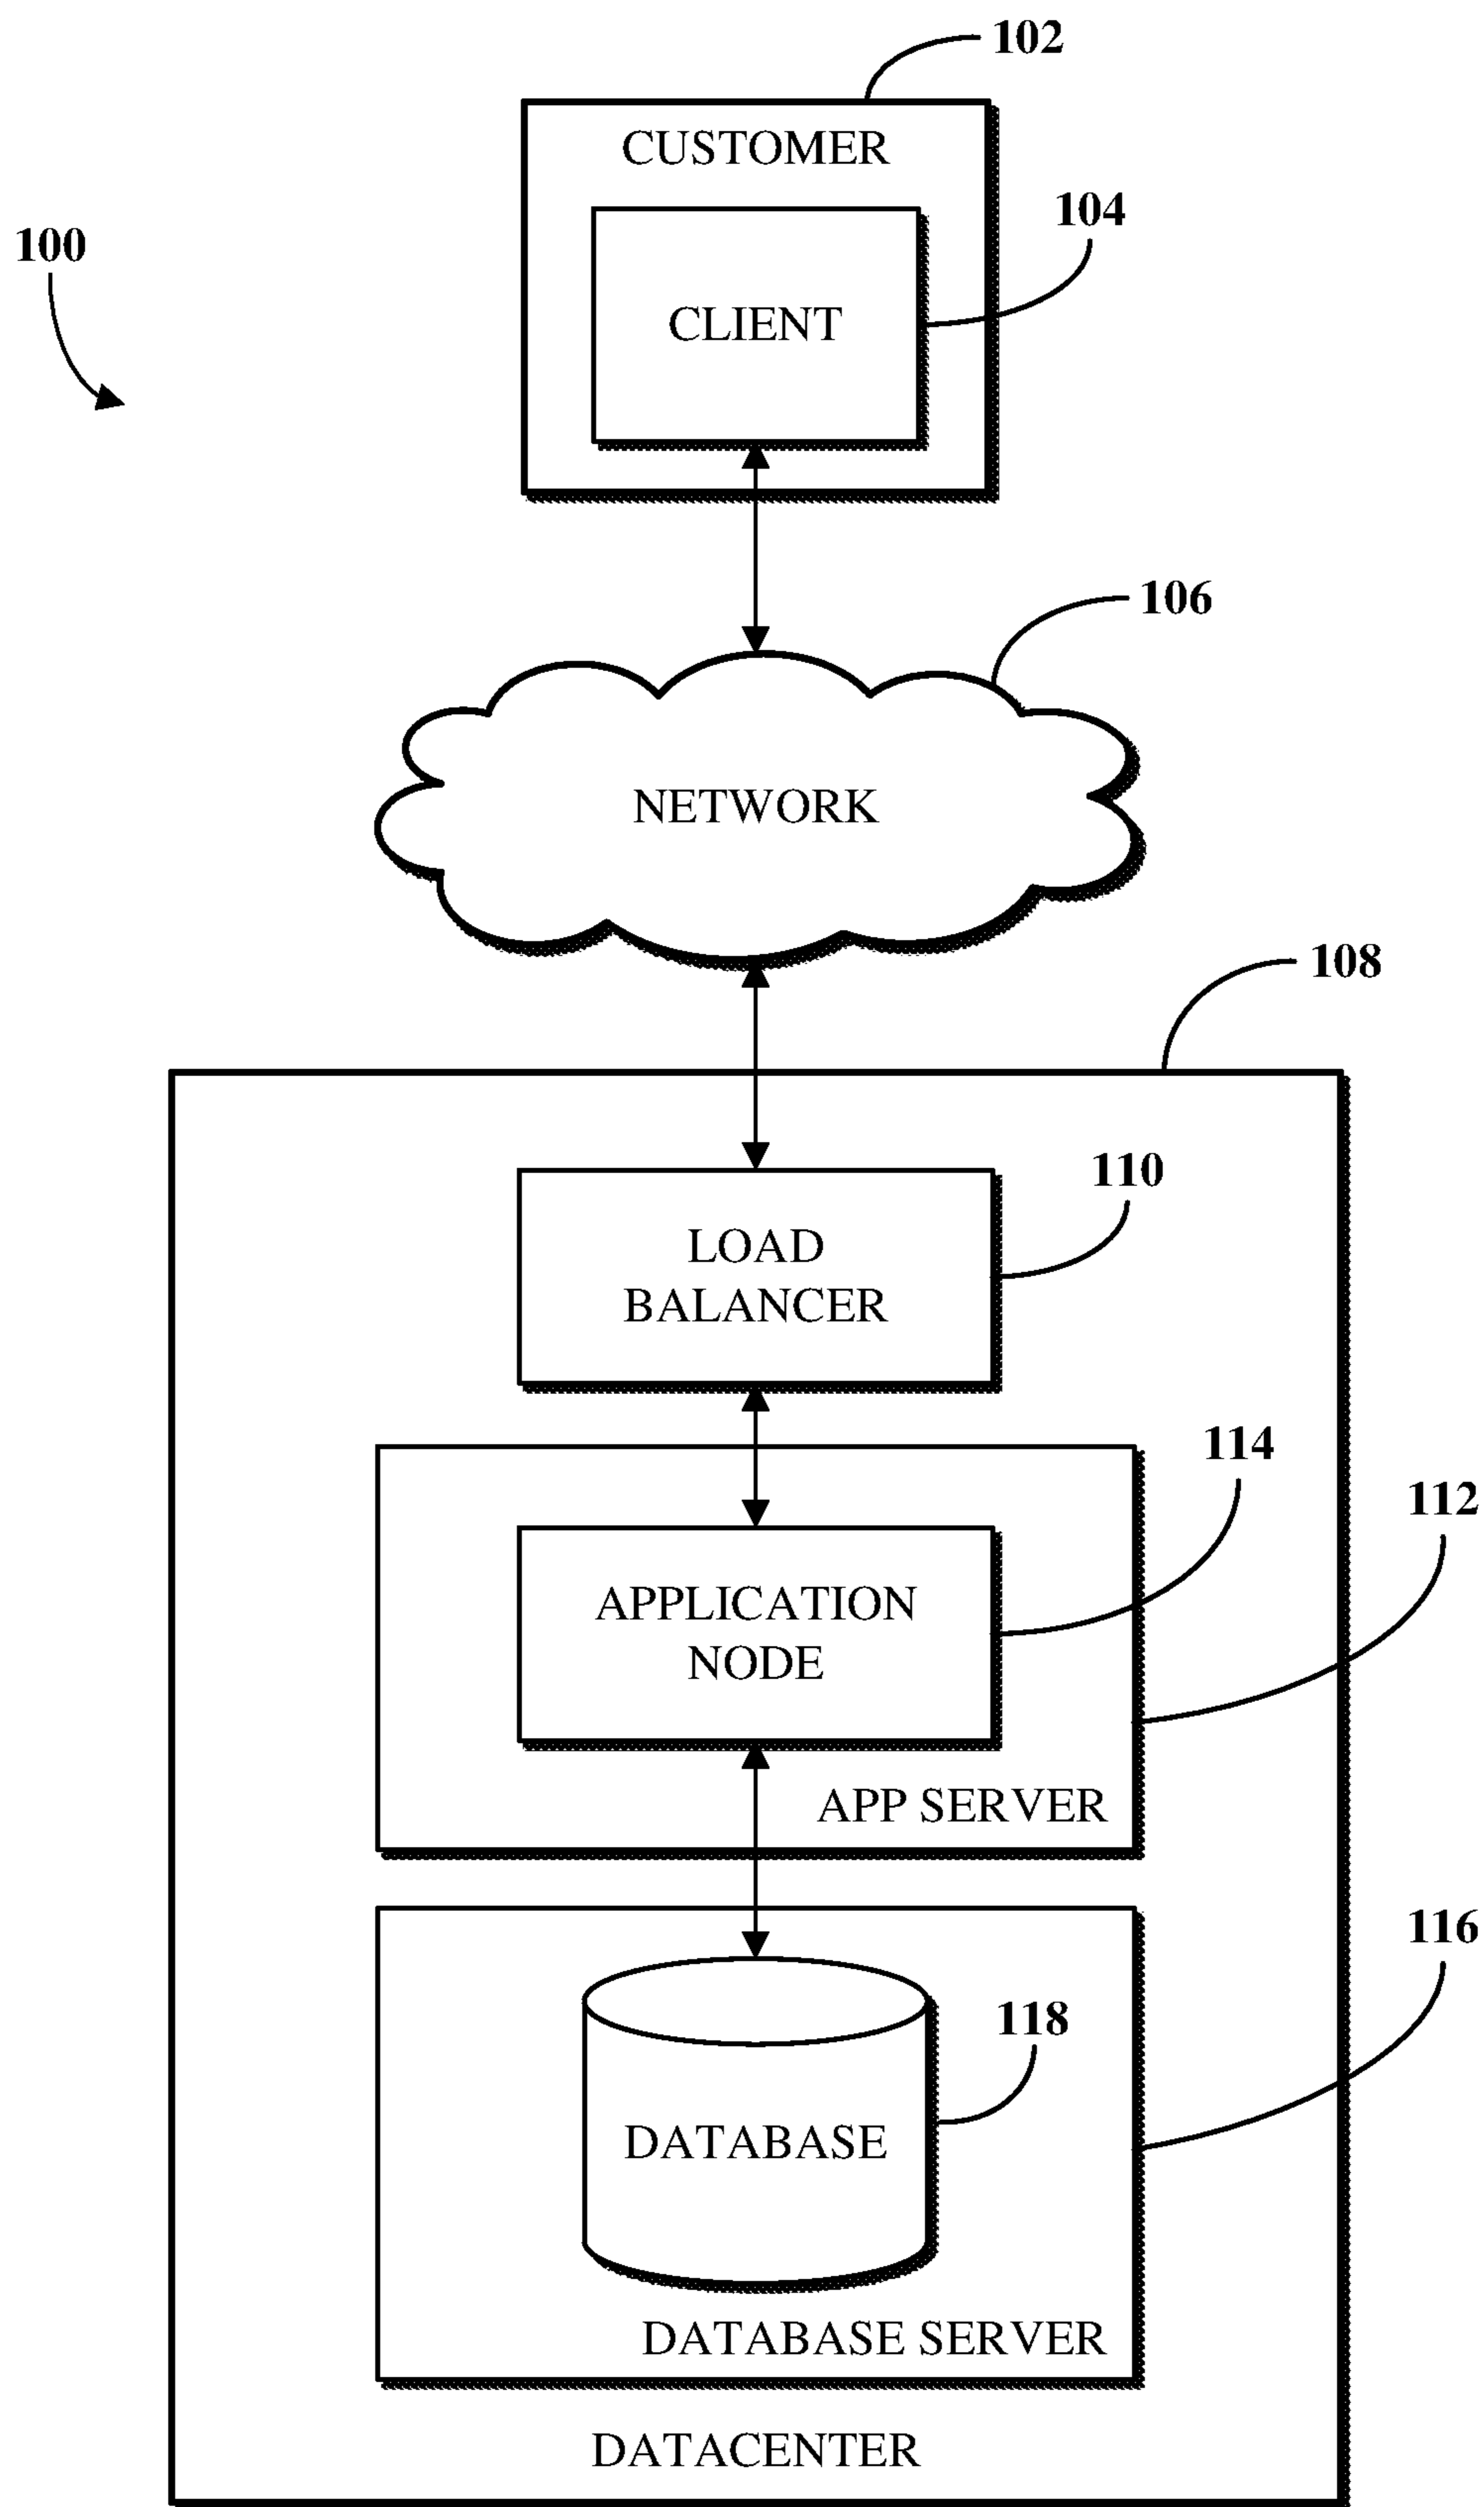 102
CUSTOMER
104
100
CLIENT
106
NETWORK
108
110
LOAD
BALANCER
114
112
APPLICATION
NODE
APP SERVER
116
118
DATABASE
DATABASE SERVER
DATACENTER